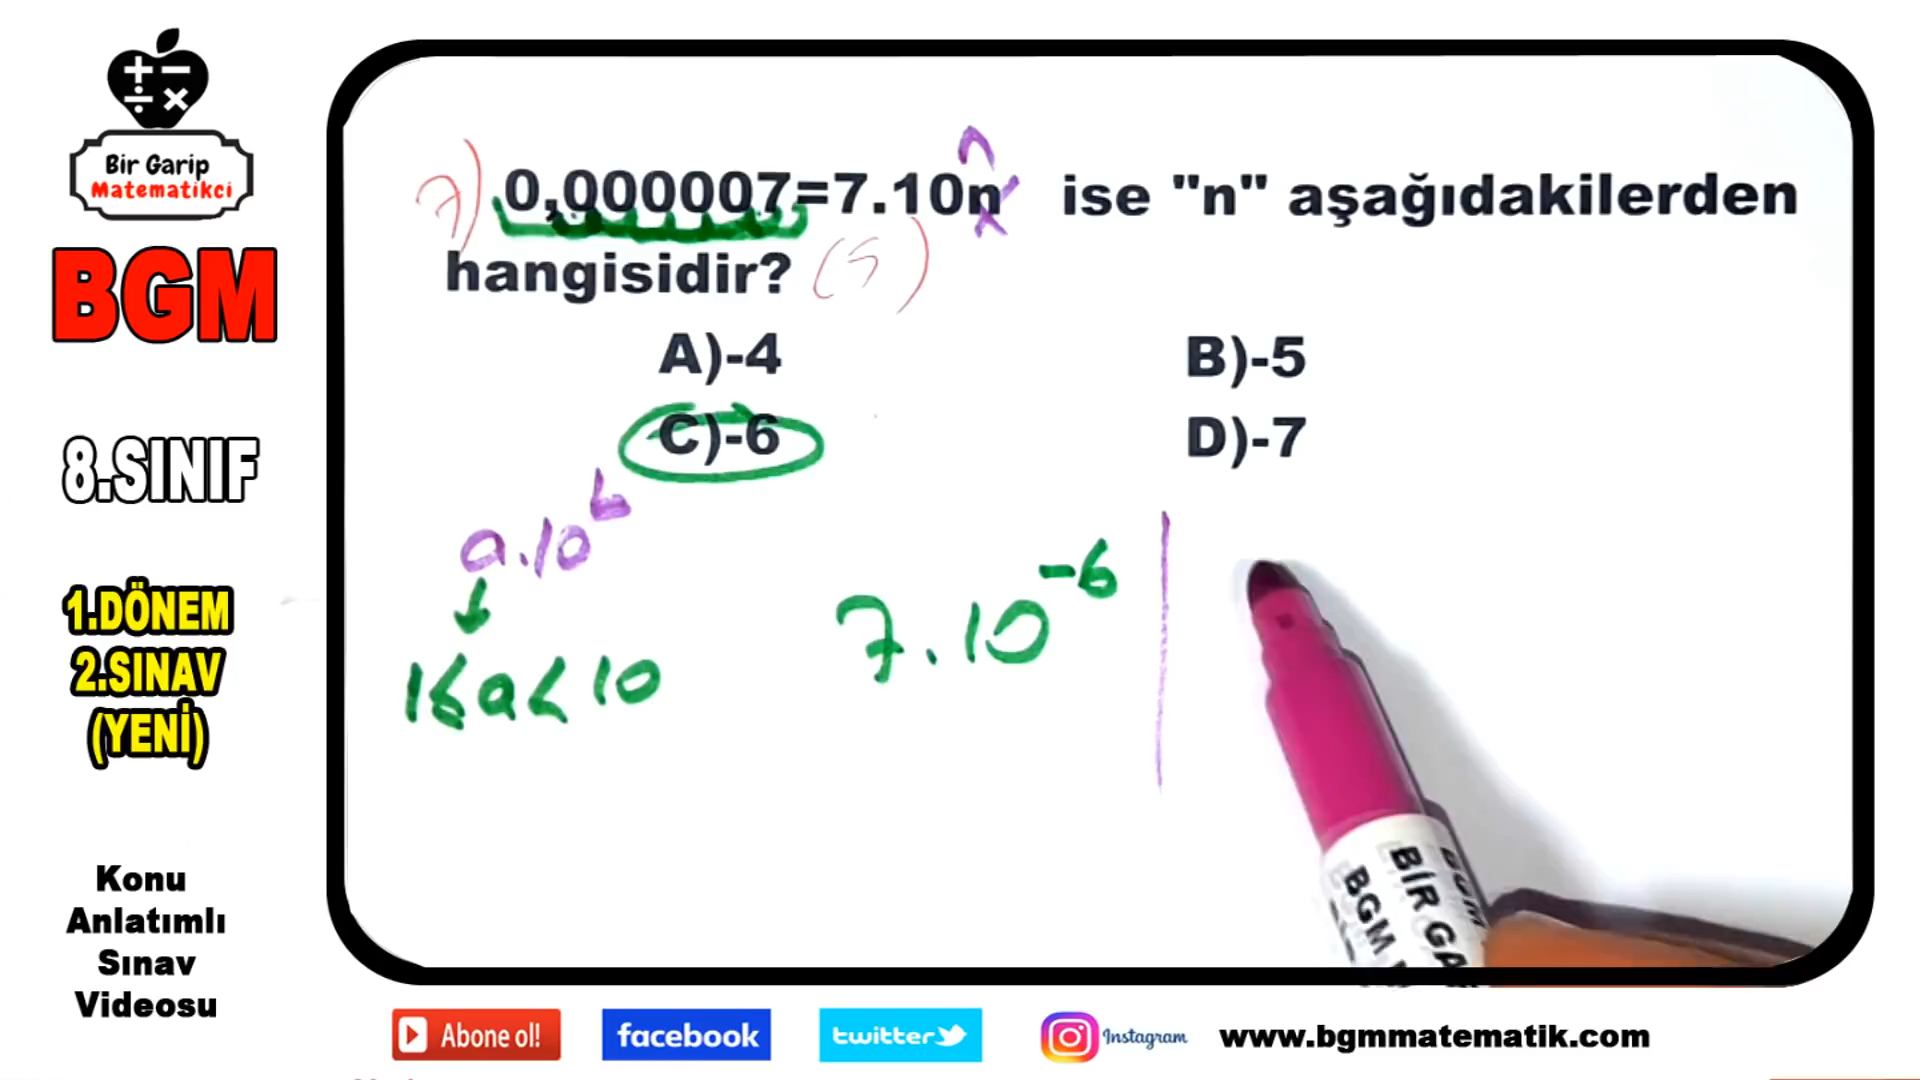 Bir Garip
Matematikci
BGM
8.SINIF
1.DÖNEM
2.SINAV
(YENİ)
Konu
Anlatımlı
Sınav
Videosu
7) 0,000007=7.10n n ise "n" aşağıdakilerden
hangisidir? (5)
A)-4
B)-5
C)-6
D)-7
a.10^b
1≤a<10
7.10^-6
BİR GA
BGM
Abone ol!
facebook
twitter
Instagram
www.bgmmatematik.com